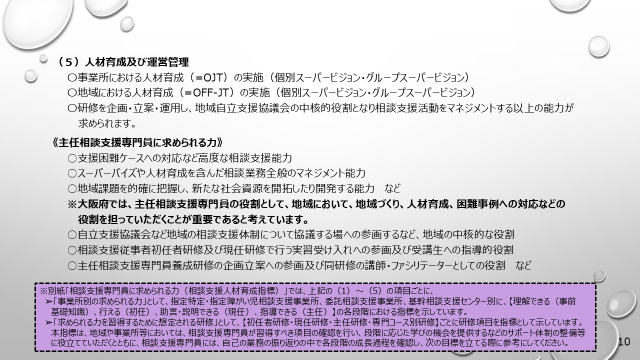 （５）人材育成及び運営管理
○事業所における人材育成（=OJT）の実施（個別スーパービジョン・グループスーパービジョン）
○地域における人材育成（=OFF-JT）の実施（個別スーパービジョン・グループスーパービジョン）
○研修を企画・立案・運用し、地域自立支援協議会の中核的役割となり相談支援活動をマネジメントする以上の能力が
求められます。
《主任相談支援専門員に求められる力》
○支援困難ケースへの対応など高度な相談支援能力
○スーパーバイズや人材育成を含んだ相談業務全般のマネジメント能力
○地域課題を的確に把握し、新たな社会資源を開拓したり開発する能力　など
※大阪府では、主任相談支援専門員の役割として、地域において、地域づくり、人材育成、困難事例への対応などの
役割を担っていただくことが重要であると考えています。
○自立支援協議会など地域の相談支援体制について協議する場への参画するなど、地域の中核的な役割
○相談支援従事者初任者研修及び現任研修で行う実習受け入れへの参画及び受講生への指導的役割
○主任相談支援専門員養成研修の企画立案への参画及び同研修の講師・ファシリテーターとしての役割　など
※別紙「相談支援専門員に求められる力（相談支援人材育成指標）」では、上記の（1）～（5）の項目ごとに、
➢「事業所別の求められる力」として、指定特定・指定障がい児相談支援事業所、委託相談支援事業所、基幹相談支援センター別に、【理解できる（事前
基礎知識）、行える（初任）、助言・説明できる（現任）、指導できる（主任）】の各段階における指標を示しています。
➢「求められる力を習得するために想定される研修」として、【初任者研修・現任研修・主任研修・専門コース別研修】ごとに研修項目を指標として示しています。
本指標は、地域や事業所等においては、相談支援専門員が習得すべき項目の確認を行い、段階に応じた学びの機会を提供するなどのサポート体制の整備等
に役立てていただくとともに、相談支援専門員には、自己の業務の振り返りの中で各段階の成長過程を確認し、次の目標を立てる際に参考にしてください。
10